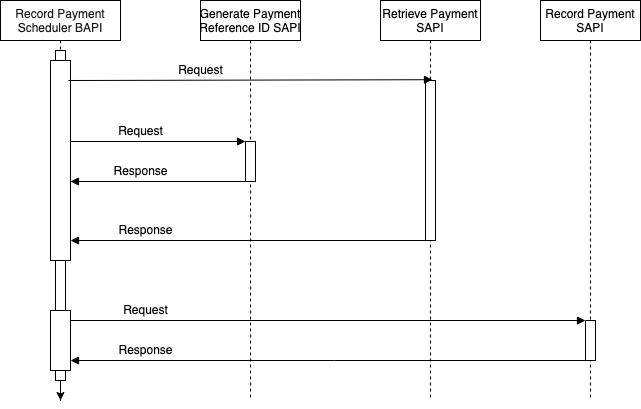 Record Payment
Scheduler BAPI
Generate Payment
Reference ID SAPI
Retrieve Payment
SAPI
Record Payment
SAPI
Request
Request
Response
Response
Request
Response